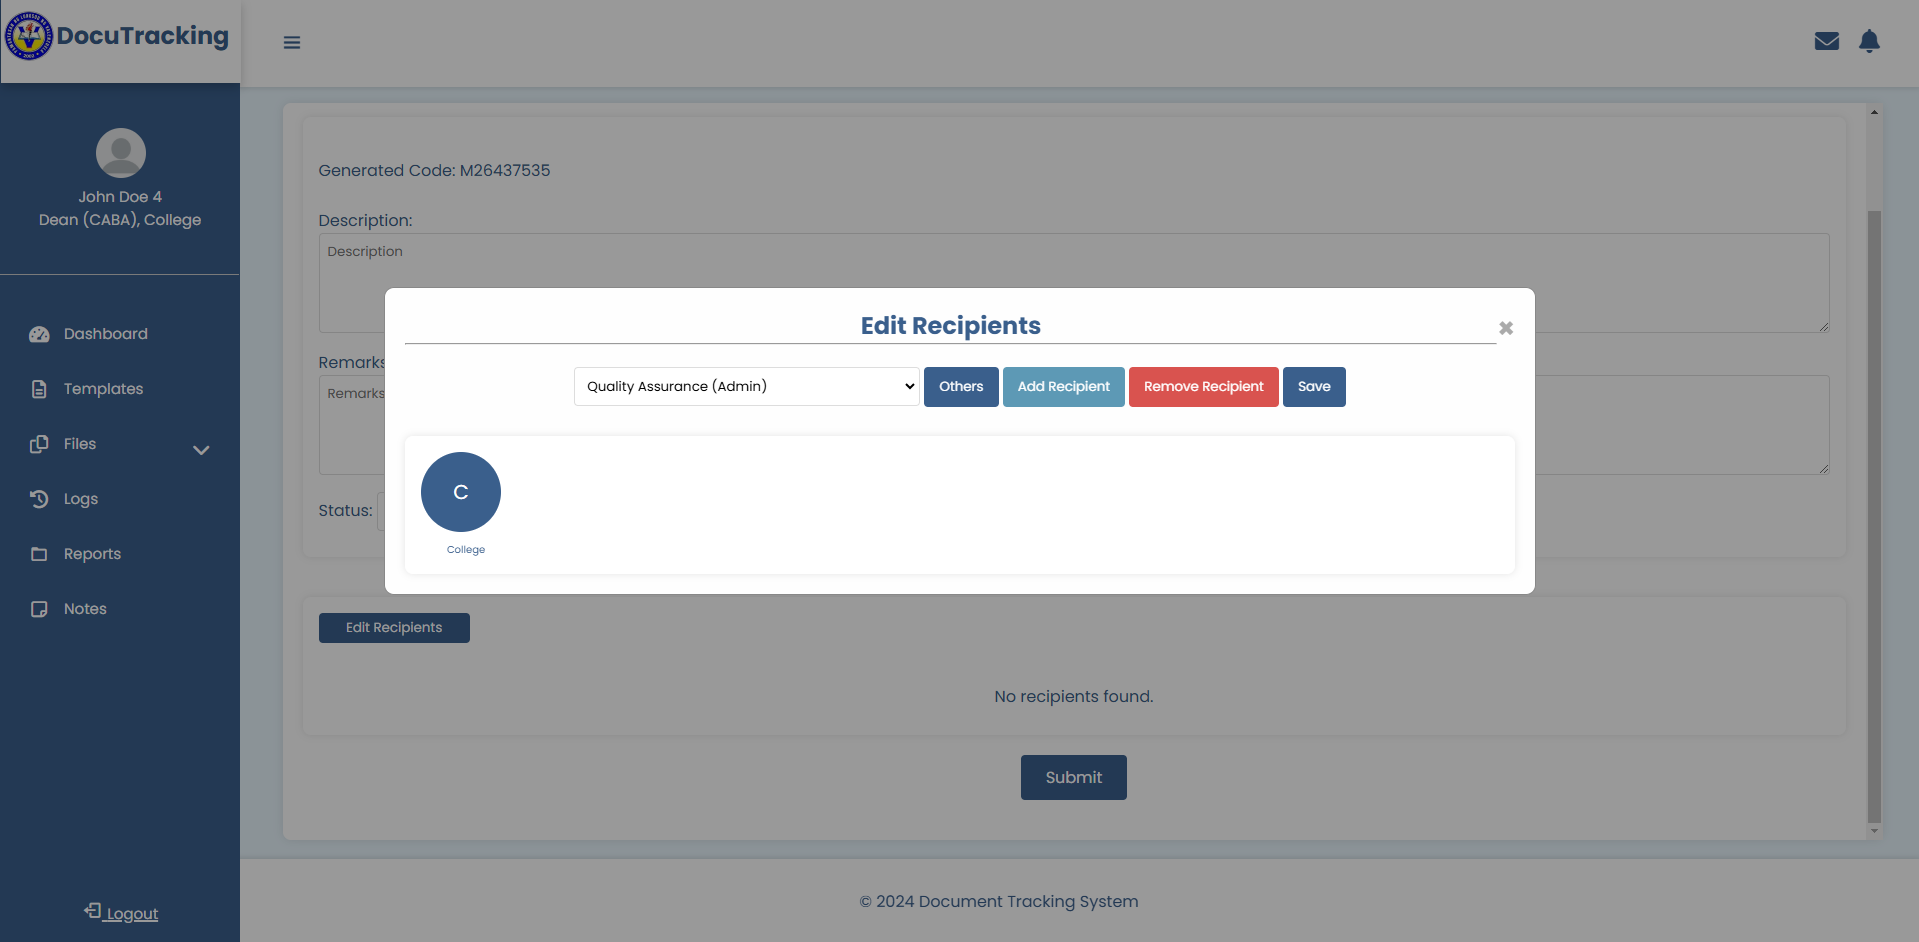 DocuTracking
John Doe 4
Dean (CABA), College
Dashboard
Templates
Files
Logs
Reports
Notes
Logout
Generated Code: M26437535
Description:
Description
Remarks
Remarks
Status:
Edit Recipients
Quality Assurance (Admin)
Others
Add Recipient
Remove Recipient
Save
C
College
Edit Recipients
No recipients found.
Submit
© 2024 Document Tracking System